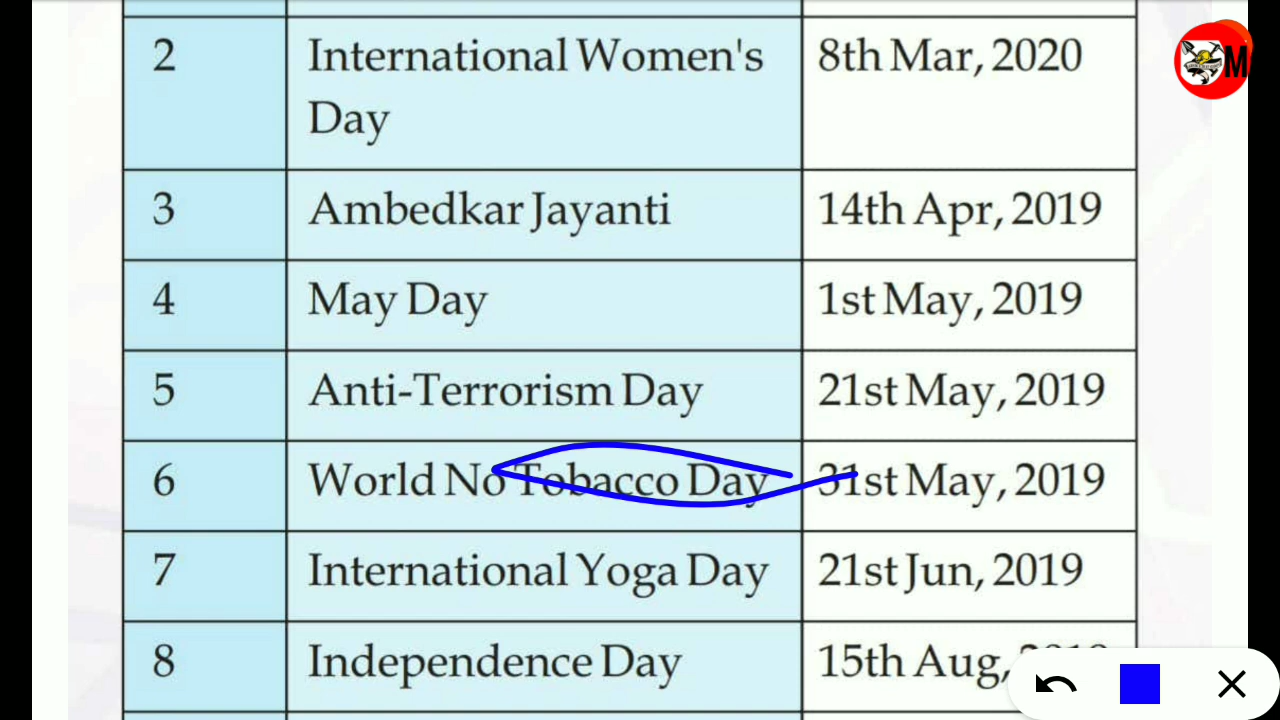 2 International Women's 8th Mar, 2020
Day
3 Ambedkar Jayanti 14th Apr, 2019
4 May Day 1st May, 2019
5 Anti-Terrorism Day 21st May, 2019
6 World No Tobacco Day 31st May, 2019
7 International Yoga Day 21st Jun, 2019
8 Independence Day 15th Aug,
M